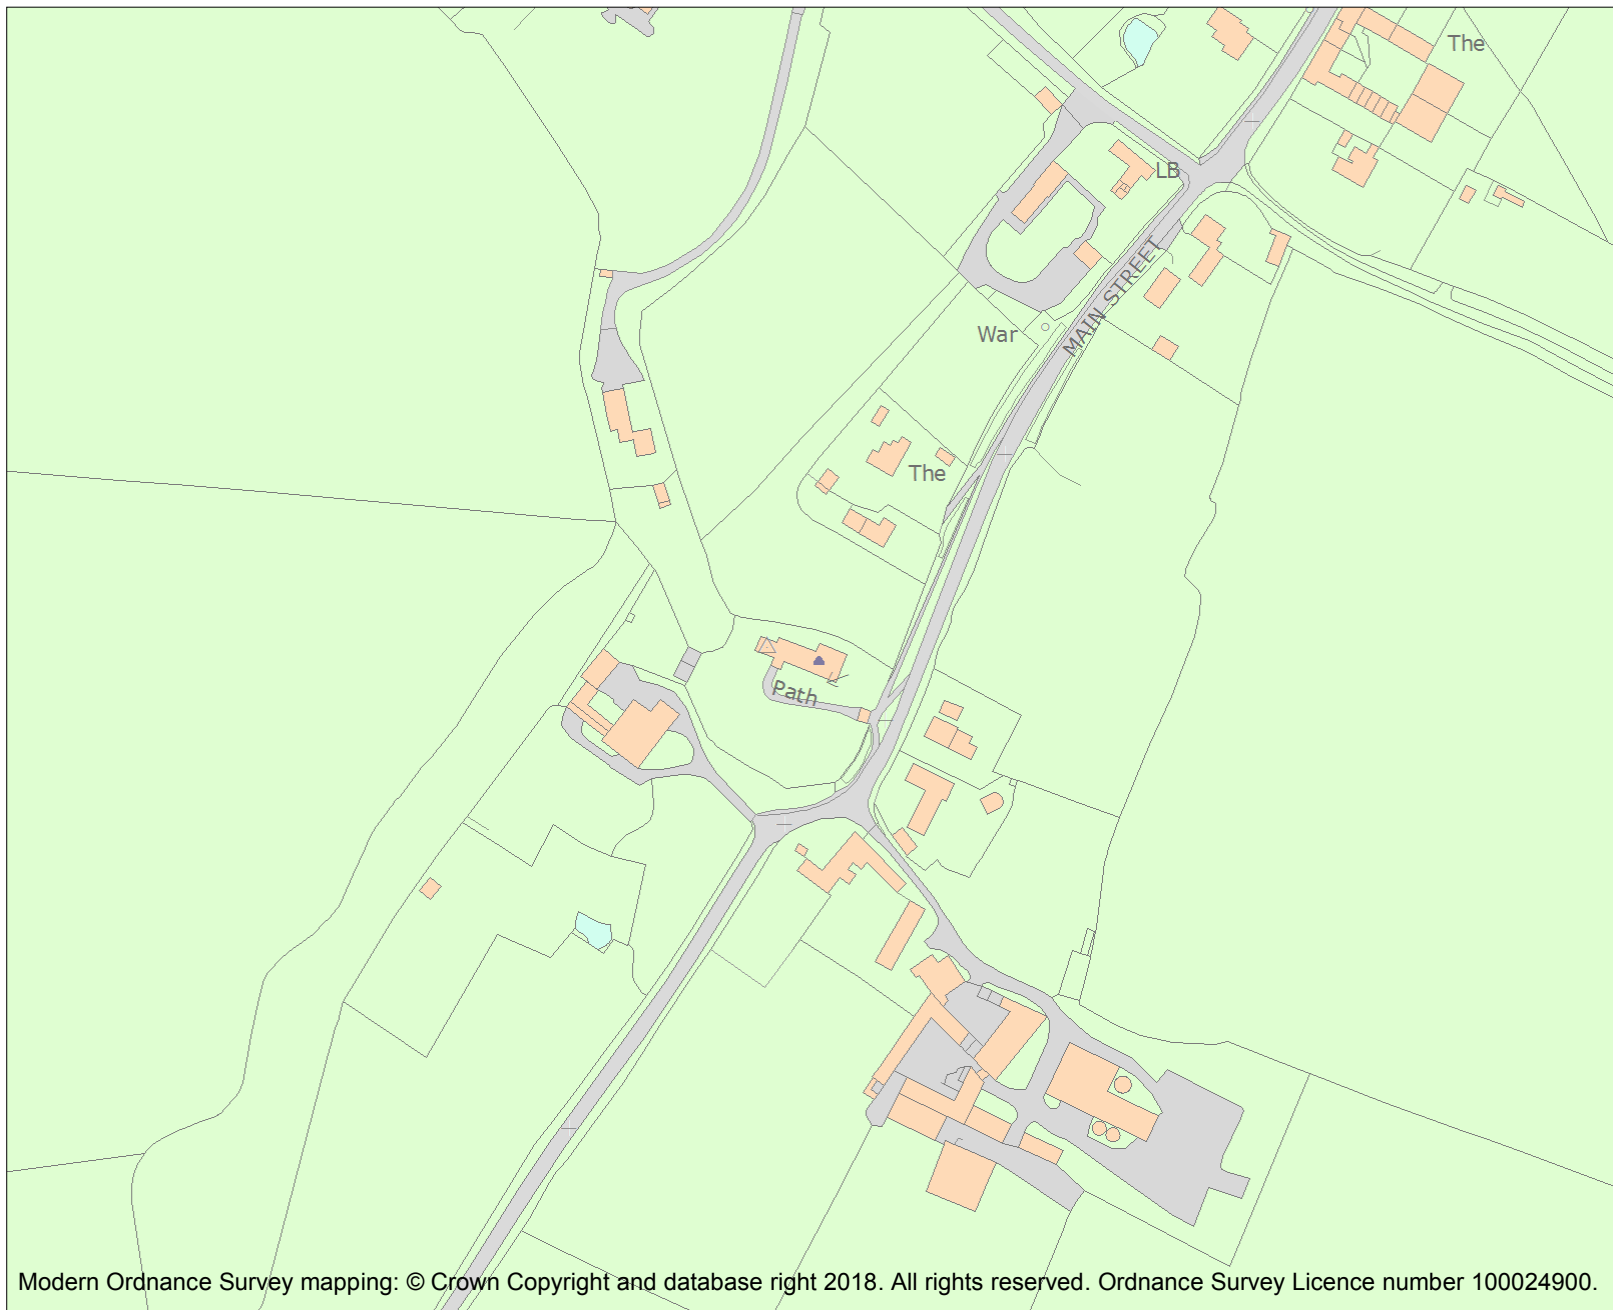 The
LB
MAIN STREET
War
The
Path
Modern Ordnance Survey mapping: © Crown Copyright and database right 2018. All rights reserved. Ordnance Survey Licence number 100024900.